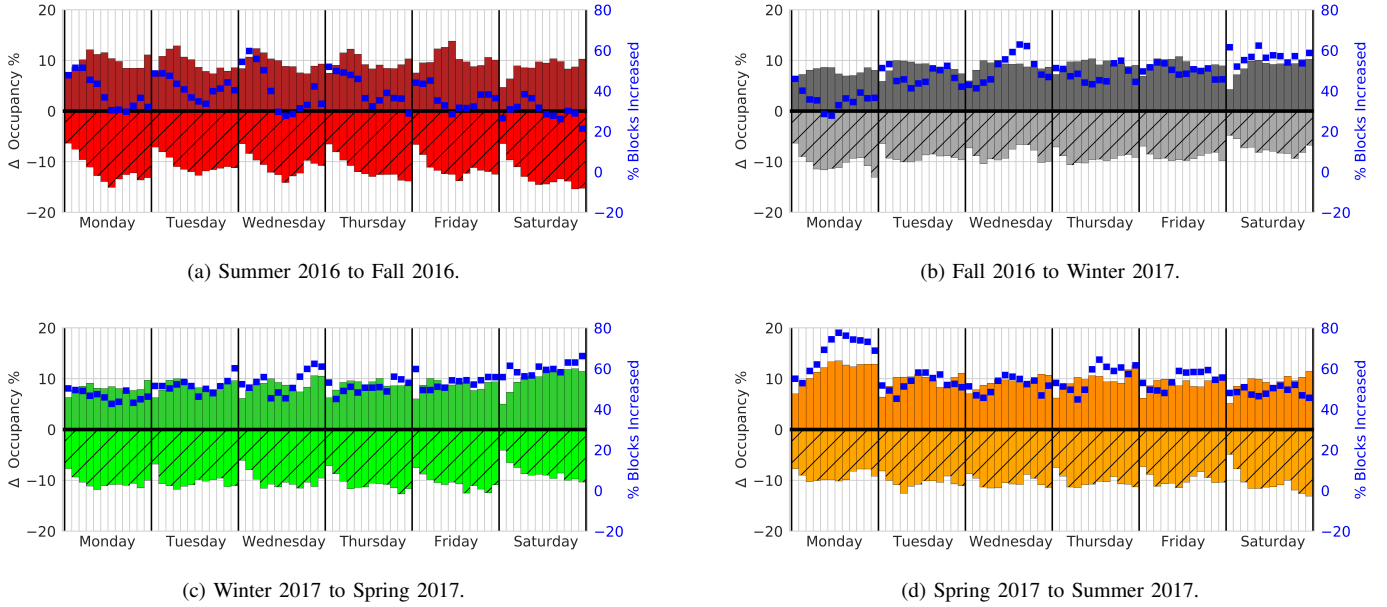 20
10
0
−10
−20
Δ Occupancy %
80
60
40
20
0
−20
% Blocks Increased
Monday Tuesday Wednesday Thursday Friday Saturday
(a) Summer 2016 to Fall 2016.
20
10
0
−10
−20
Δ Occupancy %
80
60
40
20
0
−20
% Blocks Increased
Monday Tuesday Wednesday Thursday Friday Saturday
(b) Fall 2016 to Winter 2017.
20
10
0
−10
−20
Δ Occupancy %
80
60
40
20
0
−20
% Blocks Increased
Monday Tuesday Wednesday Thursday Friday Saturday
(c) Winter 2017 to Spring 2017.
20
10
0
−10
−20
Δ Occupancy %
80
60
40
20
0
−20
% Blocks Increased
Monday Tuesday Wednesday Thursday Friday Saturday
(d) Spring 2017 to Summer 2017.